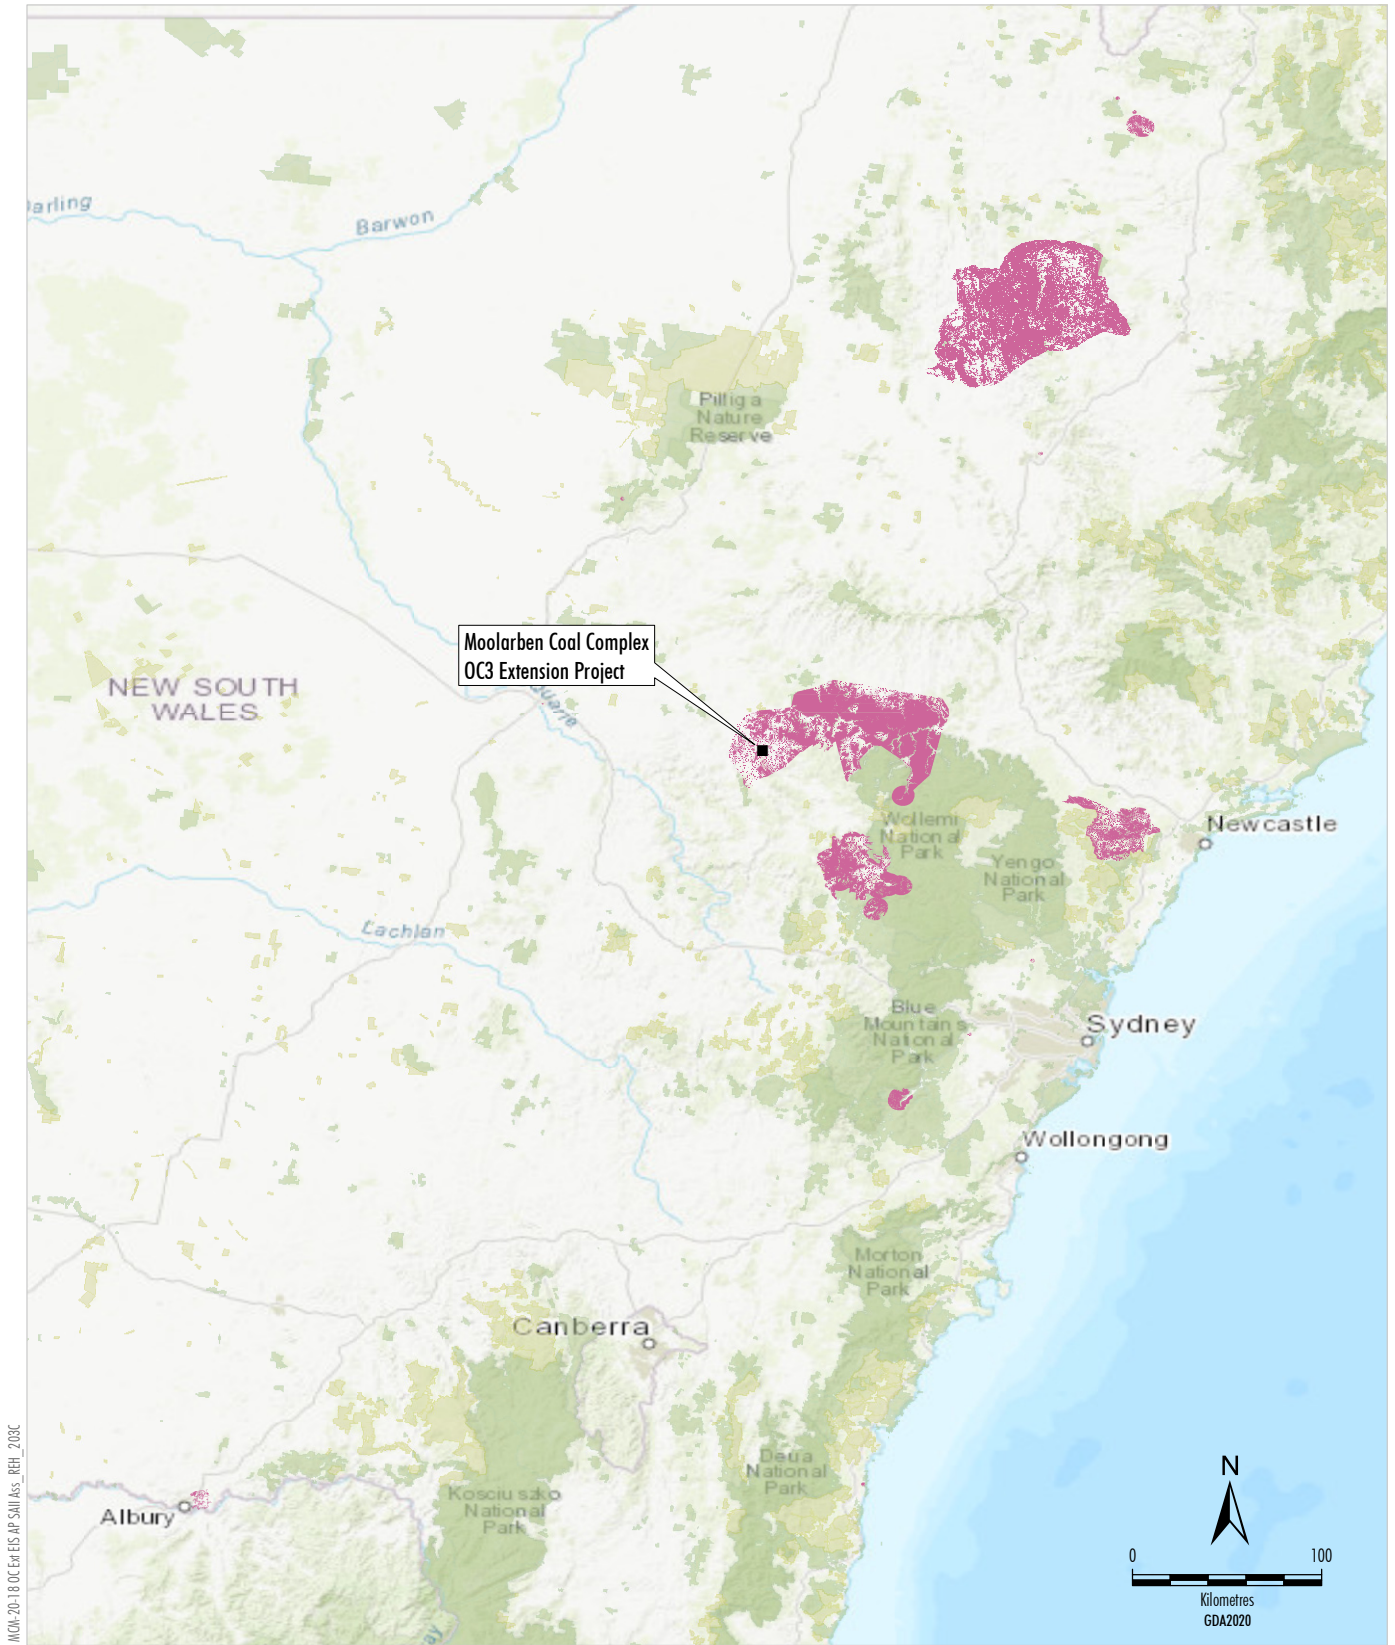 Darling
Barwon
Pilliga
Nature
Reserve
Moolarben Coal Complex
OC3 Extension Project
NEW SOUTH
WALES
Wollemi
National
Park
Newcastle
Yengo
National
Park
Lachlan
Blue
Mountains
National
Park
Sydney
Wollongong
Morton
National
Park
Canberra
Deua
National
Park
Kosciuszko
National
Park
Albury
N
0 100
Kilometres
GDA2020
MCM-20-18 OC Ext EIS AP SAII Ass_REH_203C